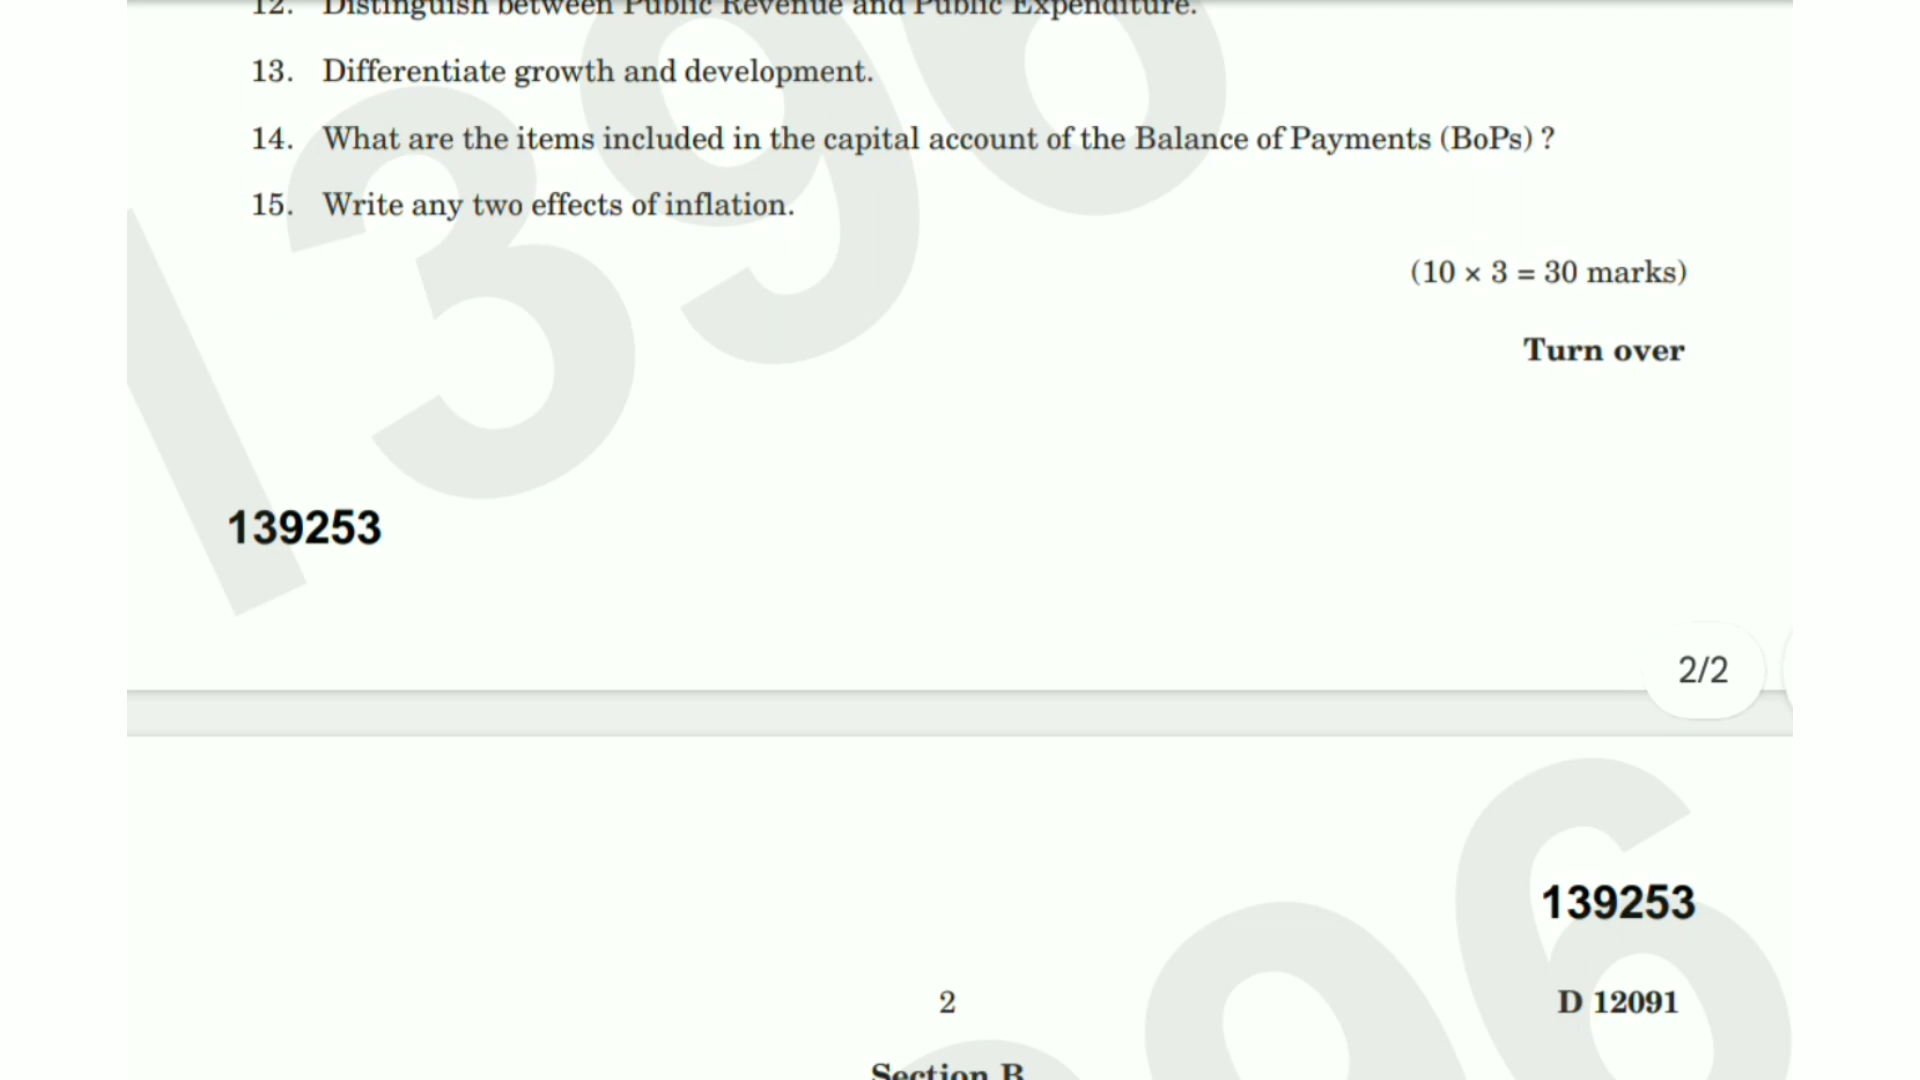 12. Distinguish between Public Revenue and Public Expenditure.
13. Differentiate growth and development.
14. What are the items included in the capital account of the Balance of Payments (BoPs) ?
15. Write any two effects of inflation.
(10 × 3 = 30 marks)
Turn over
139253
2/2
139253
2
D 12091
Section B